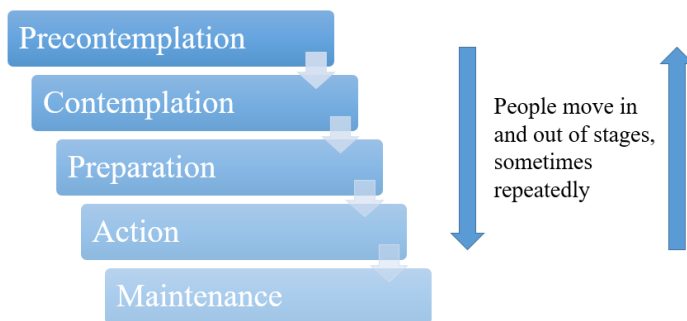 Precontemplation
Contemplation
Preparation
Action
Maintenance
People move in
and out of stages,
sometimes
repeatedly